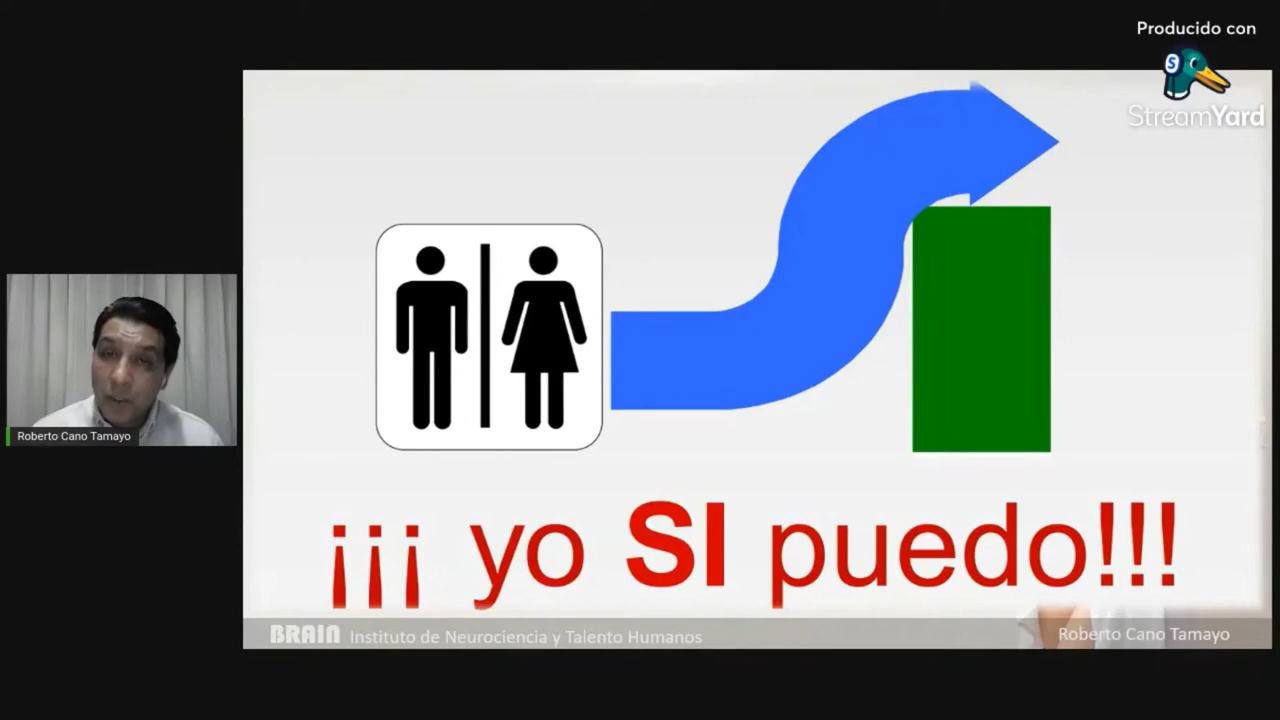 Producido con
S
StreamYard
Roberto Cano Tamayo
¡¡¡ yo SI puedo!!!
BRAIN Instituto de Neurociencia y Talento Humanos
Roberto Cano Tamayo